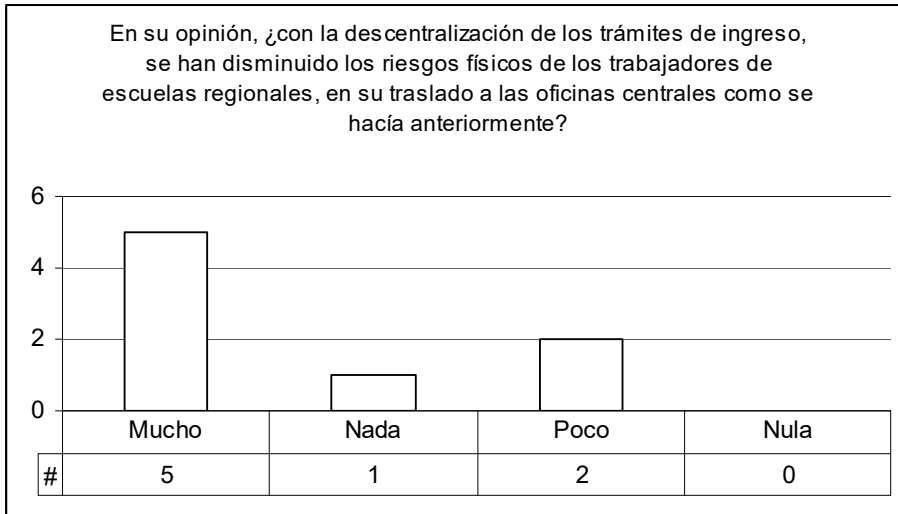 En su opinión, ¿con la descentralización de los trámites de ingreso,
se han disminuido los riesgos físicos de los trabajadores de
escuelas regionales, en su traslado a las oficinas centrales como se
hacía anteriormente?
6
4
2
0
Mucho Nada Poco Nula
# 5 1 2 0